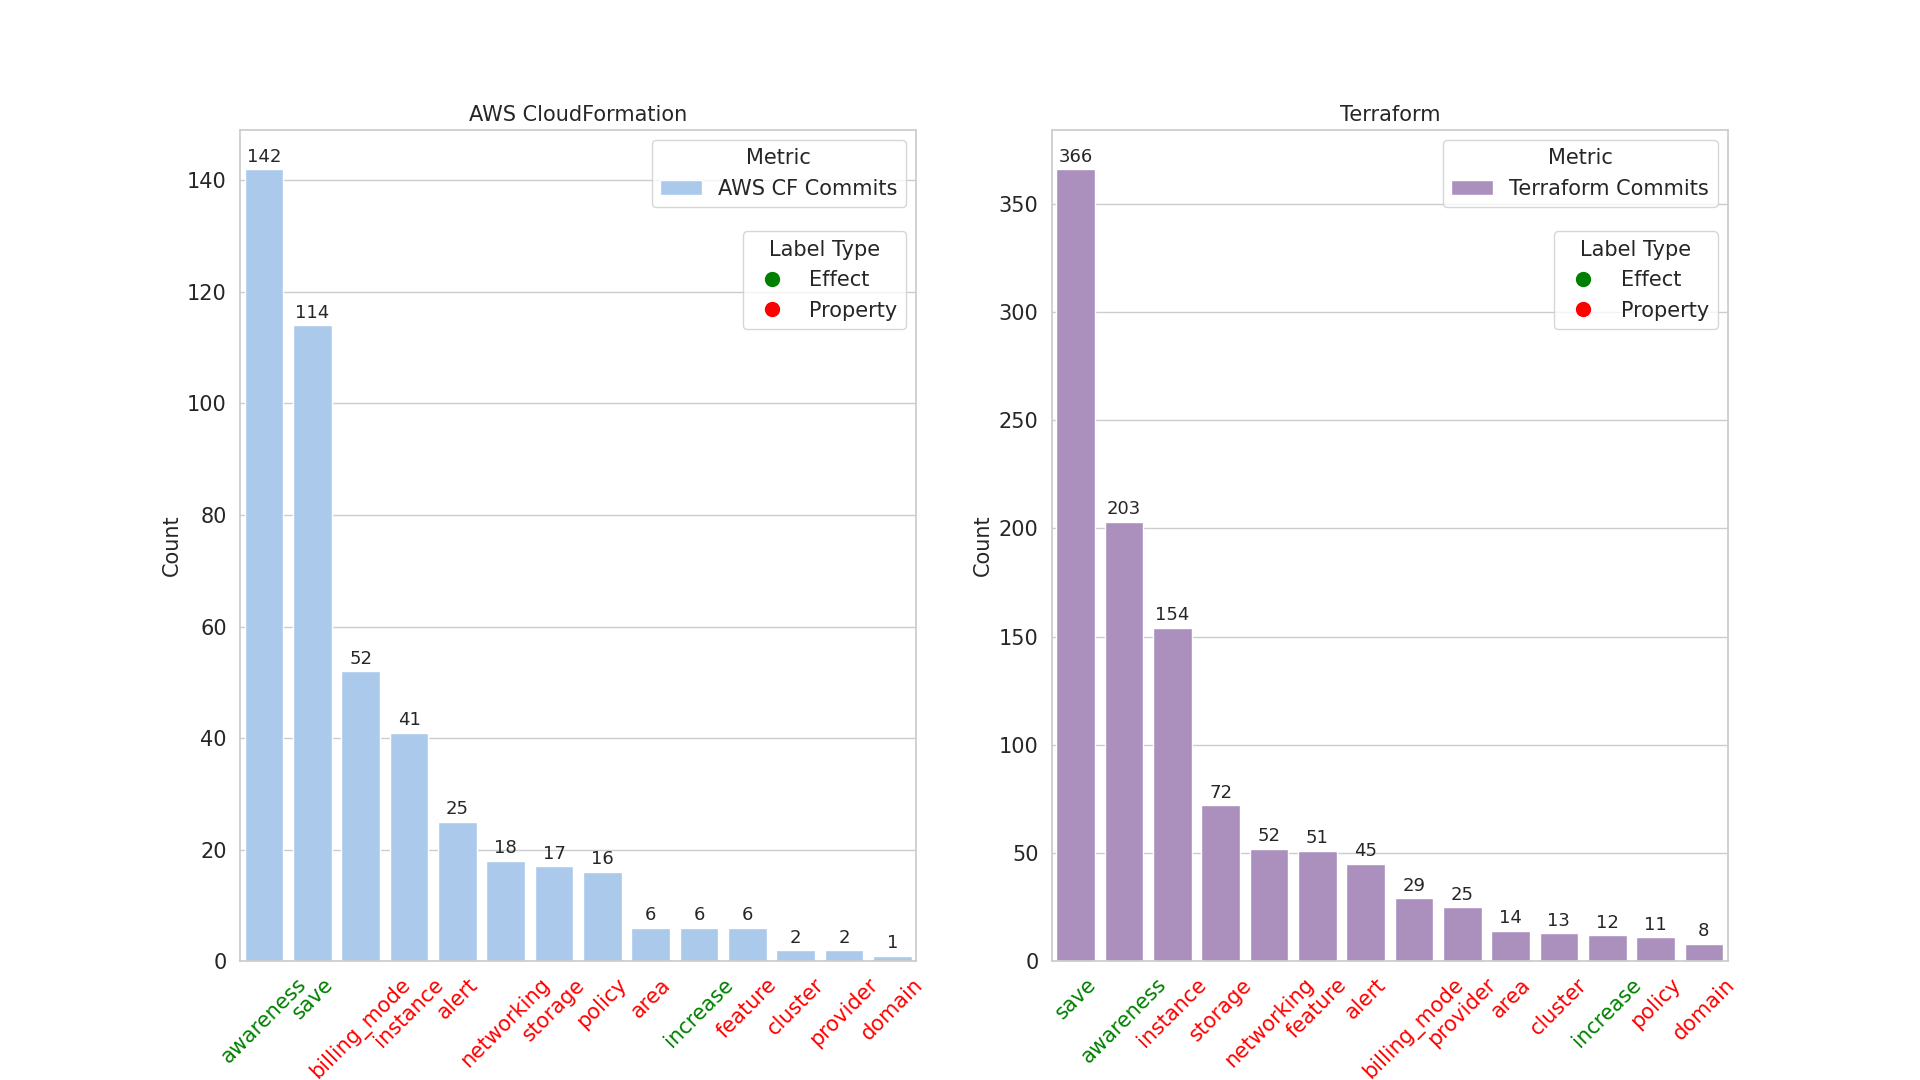 AWS CloudFormation
142
114
52
41
25
18
17
16
6
6
6
2
2
1
Metric
AWS CF Commits
Label Type
Effect
Property
Count
140
120
100
80
60
40
20
0
awareness
save
billing_mode
instance
alert
networking
storage
policy
area
increase
feature
cluster
provider
domain
Terraform
366
203
154
72
52
51
45
29
25
14
13
12
11
8
Metric
Terraform Commits
Label Type
Effect
Property
Count
350
300
250
200
150
100
50
0
save
awareness
instance
storage
networking
feature
alert
billing_mode
provider
area
cluster
increase
policy
domain